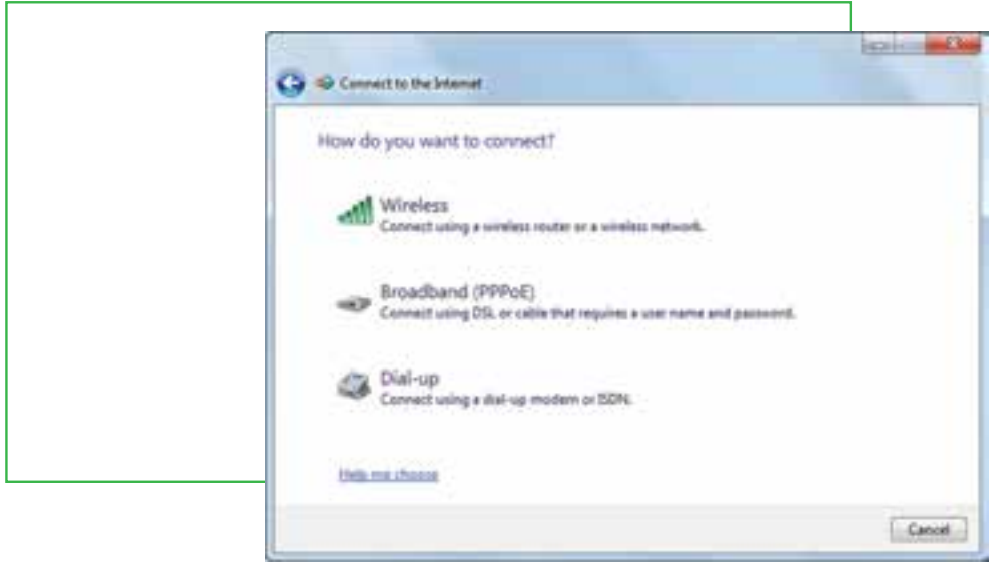 Connect to the Internet
How do you want to connect?
Wireless
Connect using a wireless router or a wireless network.
Broadband (PPPoE)
Connect using DSL or cable that requires a user name and password.
Dial-up
Connect using a dial-up modem or ISDN.
Help me choose
Cancel